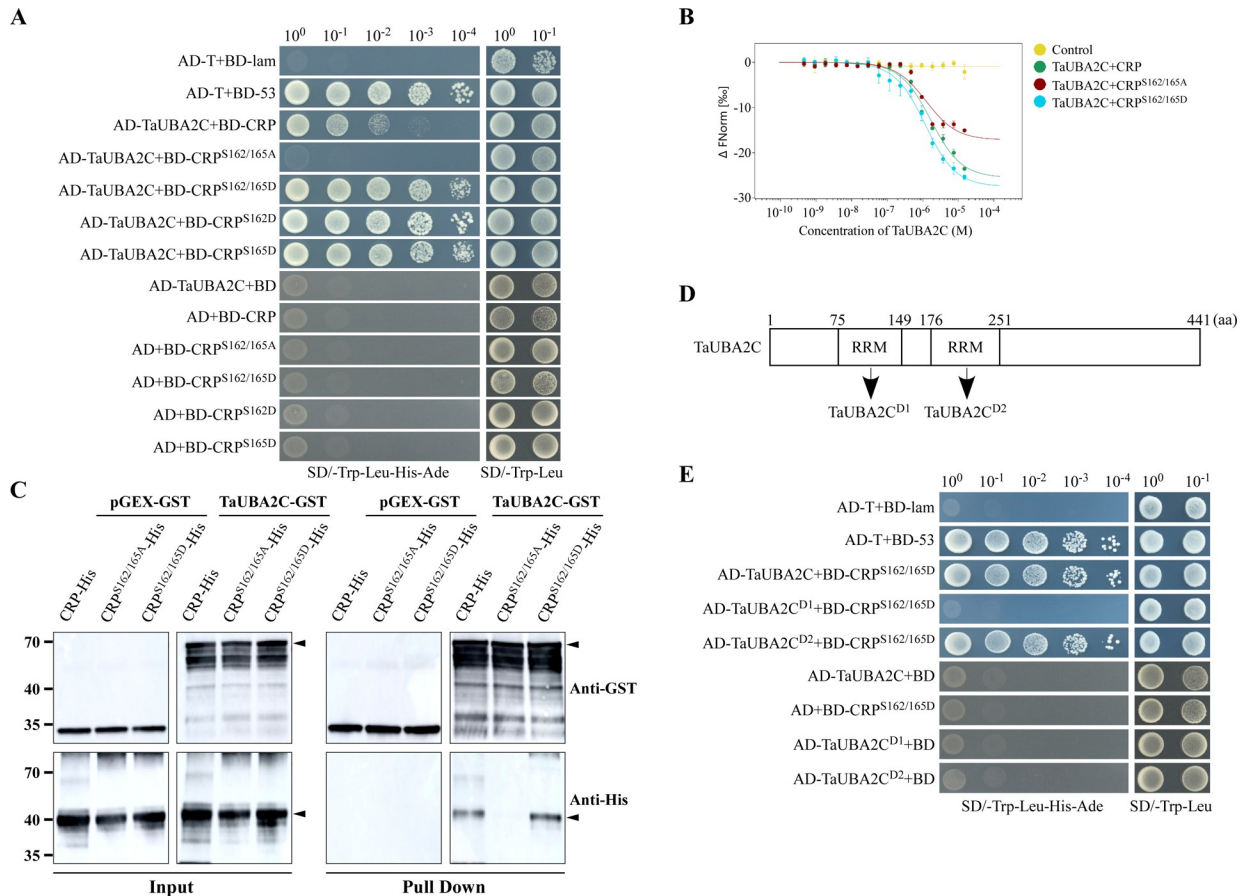 A
10⁰ 10⁻¹ 10⁻² 10⁻³ 10⁻⁴ 10⁰ 10⁻¹
AD-T+BD-lam
AD-T+BD-53
AD-TaUBA2C+BD-CRP
AD-TaUBA2C+BD-CRP^S162/165A
AD-TaUBA2C+BD-CRP^S162/165D
AD-TaUBA2C+BD-CRP^S162D
AD-TaUBA2C+BD-CRP^S165D
AD-TaUBA2C+BD
AD+BD-CRP
AD+BD-CRP^S162/165A
AD+BD-CRP^S162/165D
AD+BD-CRP^S162D
AD+BD-CRP^S165D
SD/-Trp-Leu-His-Ade SD/-Trp-Leu
B
Δ FNorm [‰]
0
-10
-20
-30
10⁻¹⁰ 10⁻⁹ 10⁻⁸ 10⁻⁷ 10⁻⁶ 10⁻⁵ 10⁻⁴
Concentration of TaUBA2C (M)
Control
TaUBA2C+CRP
TaUBA2C+CRP^S162/165A
TaUBA2C+CRP^S162/165D
C
pGEX-GST TaUBA2C-GST pGEX-GST TaUBA2C-GST
CRP-His
CRP^S162/165A-His
CRP^S162/165D-His
CRP-His
CRP^S162/165A-His
CRP^S162/165D-His
CRP-His
CRP^S162/165A-His
CRP^S162/165D-His
CRP-His
CRP^S162/165A-His
CRP^S162/165D-His
70
40
35
Anti-GST
70
40
35
Anti-His
Input Pull Down
D
1 75 149 176 251 441 (aa)
TaUBA2C RRM RRM
TaUBA2C^D1 TaUBA2C^D2
E
10⁰ 10⁻¹ 10⁻² 10⁻³ 10⁻⁴ 10⁰ 10⁻¹
AD-T+BD-lam
AD-T+BD-53
AD-TaUBA2C+BD-CRP^S162/165D
AD-TaUBA2C^D1+BD-CRP^S162/165D
AD-TaUBA2C^D2+BD-CRP^S162/165D
AD-TaUBA2C+BD
AD+BD-CRP^S162/165D
AD-TaUBA2C^D1+BD
AD-TaUBA2C^D2+BD
SD/-Trp-Leu-His-Ade SD/-Trp-Leu